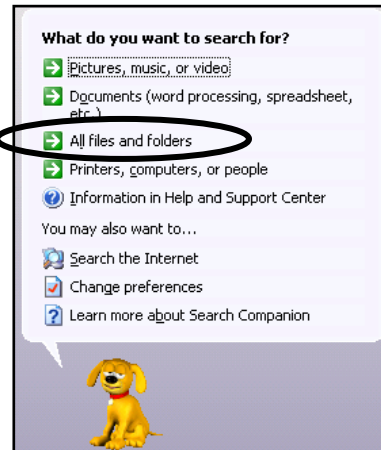 What do you want to search for?
Pictures, music, or video
Documents (word processing, spreadsheet,
etc.)
All files and folders
Printers, computers, or people
Information in Help and Support Center
You may also want to...
Search the Internet
Change preferences
Learn more about Search Companion